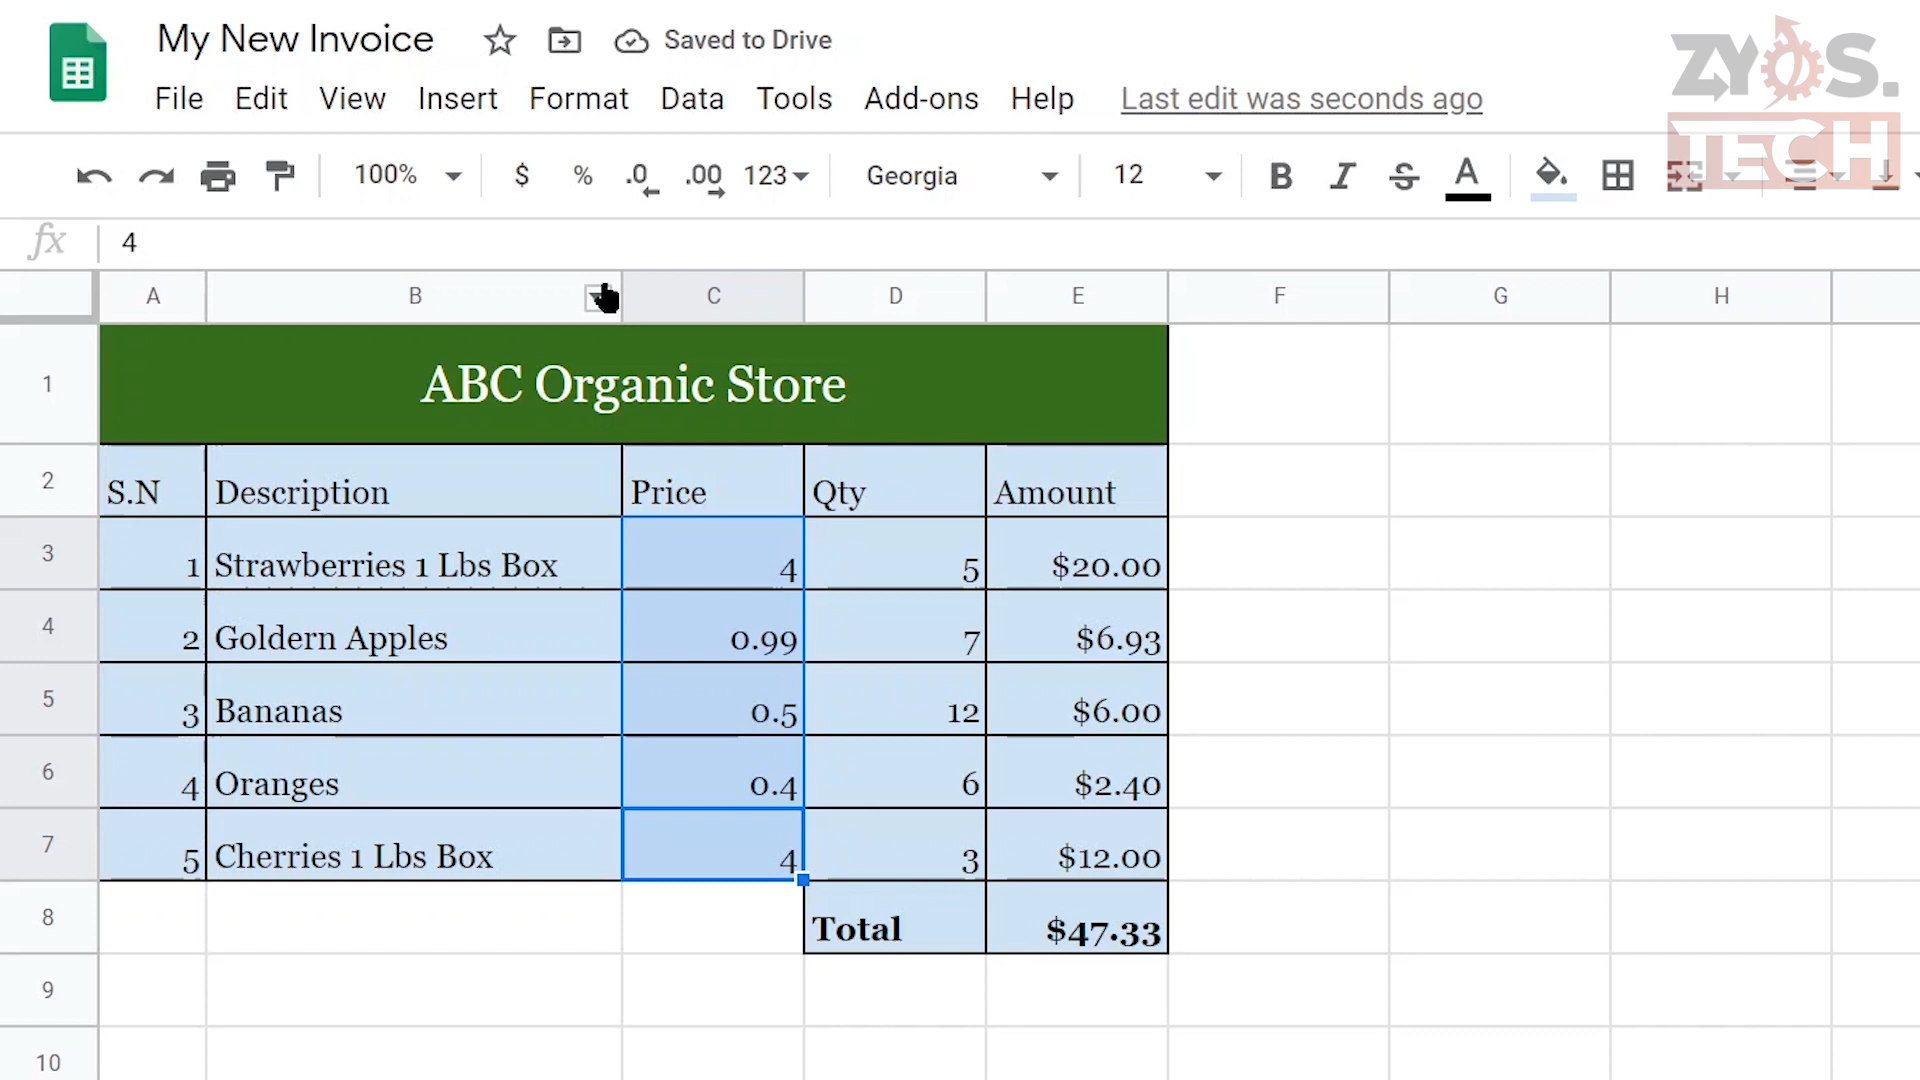 My New Invoice Saved to Drive
File Edit View Insert Format Data Tools Add-ons Help Last edit was seconds ago
ZYOS.
TECH
100% $ % .0 .00 123 Georgia 12 B I S A
fx 4
A B C D E F G H
1 ABC Organic Store
2 S.N Description Price Qty Amount
3 1 Strawberries 1 Lbs Box 4 5 $20.00
4 2 Goldern Apples 0.99 7 $6.93
5 3 Bananas 0.5 12 $6.00
6 4 Oranges 0.4 6 $2.40
7 5 Cherries 1 Lbs Box 4 3 $12.00
8 Total $47.33
9
10